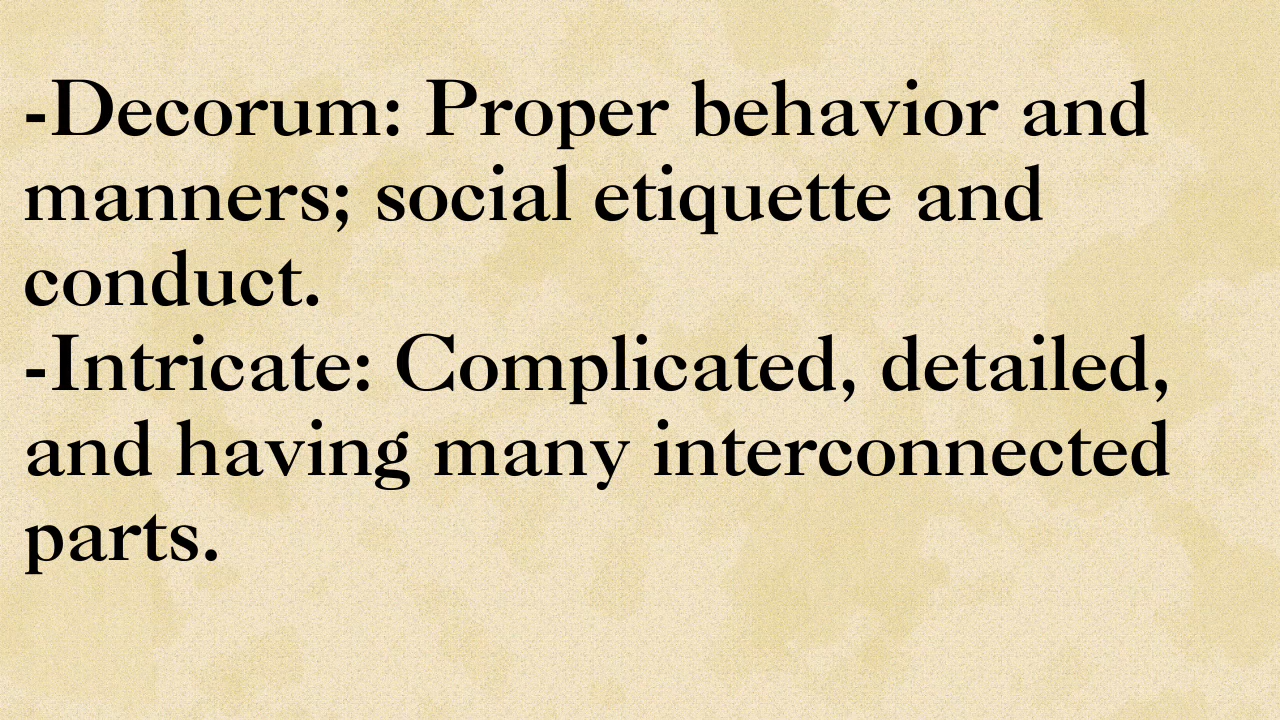 -Decorum: Proper behavior and
manners; social etiquette and
conduct.
-Intricate: Complicated, detailed,
and having many interconnected
parts.